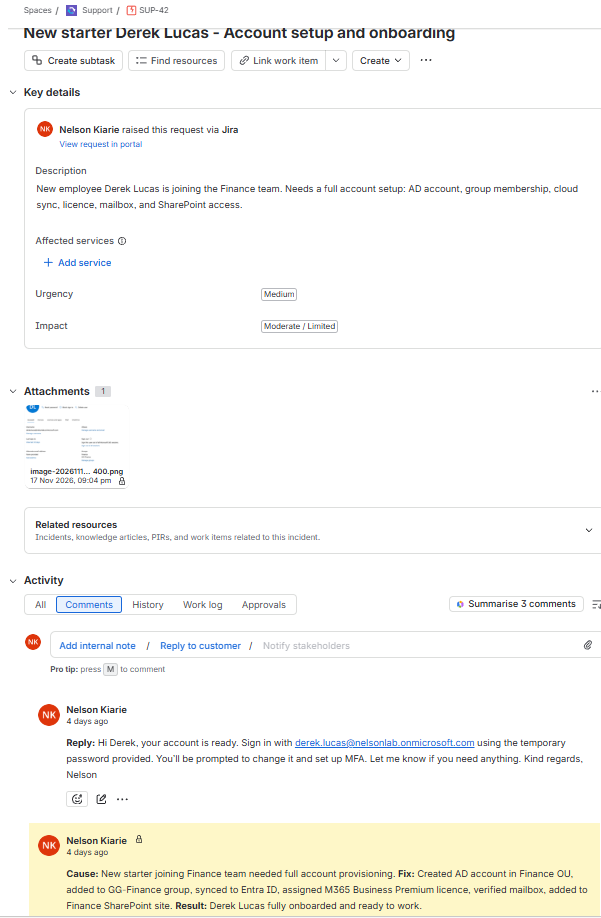 Spaces / Support / SUP-42
New starter Derek Lucas - Account setup and onboarding
Create subtask Find resources Link work item Create
Key details
NK Nelson Kiarie raised this request via Jira
View request in portal
Description
New employee Derek Lucas is joining the Finance team. Needs a full account setup: AD account, group membership, cloud
sync, licence, mailbox, and SharePoint access.
Affected services
+ Add service
Urgency Medium
Impact Moderate / Limited
Attachments 1
image-2026111... 400.png
17 Nov 2026, 09:04 pm
Related resources
Incidents, knowledge articles, PIRs, and work items related to this incident.
Activity
All Comments History Work log Approvals Summarise 3 comments
NK Add internal note / Reply to customer / Notify stakeholders
Pro tip: press M to comment
NK Nelson Kiarie
4 days ago
Reply: Hi Derek, your account is ready. Sign in with derek.lucas@nelsonlab.onmicrosoft.com using the temporary
password provided. You'll be prompted to change it and set up MFA. Let me know if you need anything. Kind regards,
Nelson
NK Nelson Kiarie
4 days ago
Cause: New starter joining Finance team needed full account provisioning. Fix: Created AD account in Finance OU,
added to GG-Finance group, synced to Entra ID, assigned M365 Business Premium licence, verified mailbox, added to
Finance SharePoint site. Result: Derek Lucas fully onboarded and ready to work.